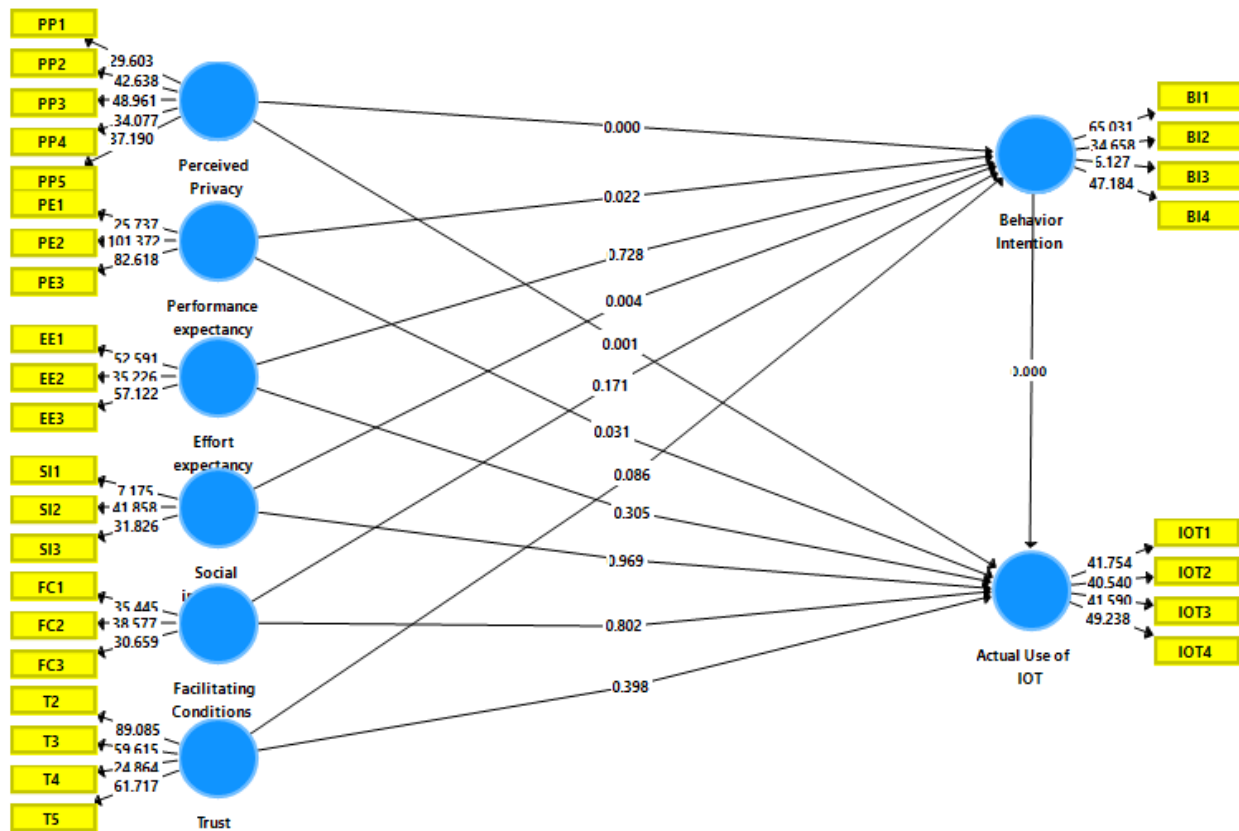 PP1
PP2
PP3
PP4
PP5
29.603
42.638
48.961
34.077
37.190
Perceived
Privacy
PE1
PE2
PE3
25.737
101.372
82.618
Performance
expectancy
EE1
EE2
EE3
52.591
35.226
57.122
Effort
expectancy
SI1
SI2
SI3
7.175
41.858
31.826
Social
FC1
FC2
FC3
35.445
38.577
30.659
Facilitating
Conditions
T2
T3
T4
T5
89.085
59.615
24.864
61.717
Trust
0.000
0.022
0.728
0.004
0.001
0.171
0.031
0.086
0.305
0.969
0.802
0.398
0.000
Behavior
Intention
65.031
34.658
47.184
BI1
BI2
BI3
BI4
Actual Use of
IOT
41.754
40.540
41.590
49.238
IOT1
IOT2
IOT3
IOT4